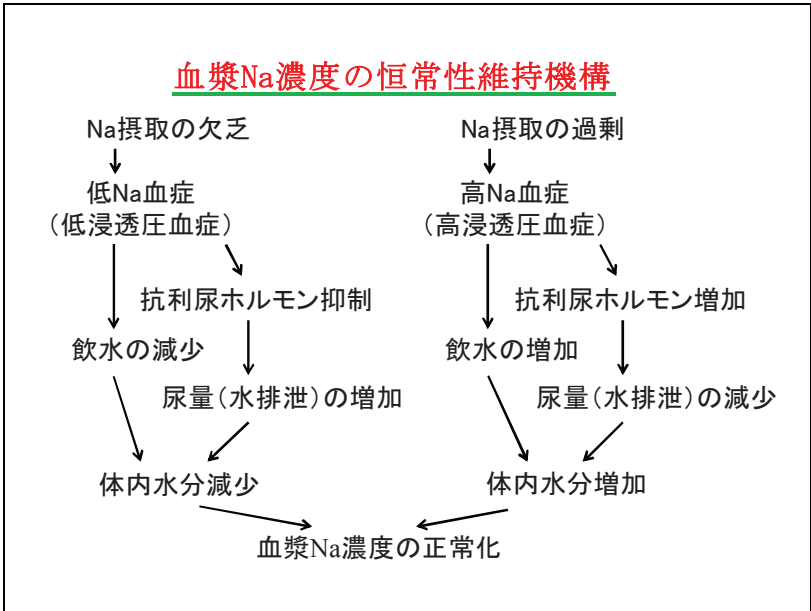 血漿Na濃度の恒常性維持機構
Na摂取の欠乏
低Na血症
（低浸透圧血症）
抗利尿ホルモン抑制
飲水の減少
尿量（水排泄）の増加
体内水分減少
Na摂取の過剰
高Na血症
（高浸透圧血症）
抗利尿ホルモン増加
飲水の増加
尿量（水排泄）の減少
体内水分増加
血漿Na濃度の正常化